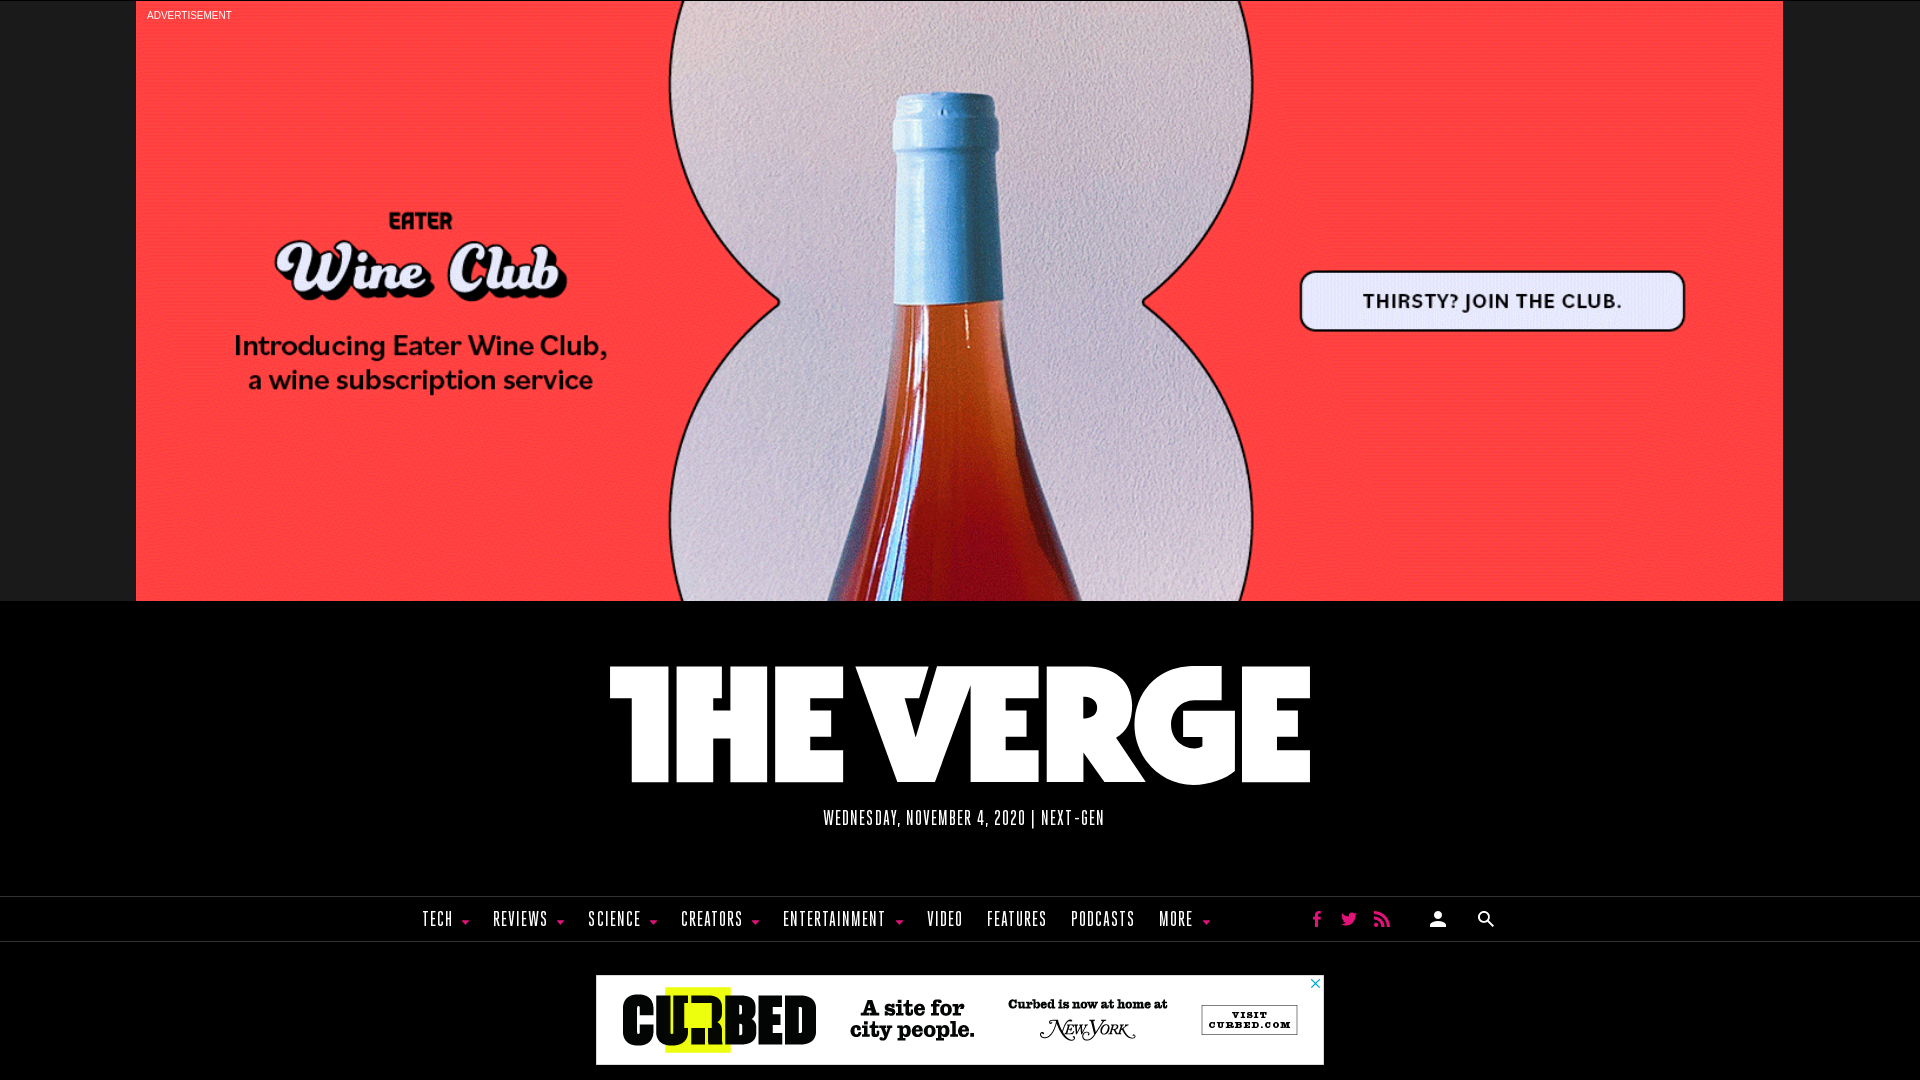 ADVERTISEMENT
EATER
Wine Club
Introducing Eater Wine Club,
a wine subscription service
THIRSTY? JOIN THE CLUB.
THE VERGE
WEDNESDAY, NOVEMBER 4, 2020 | NEXT-GEN
TECH REVIEWS SCIENCE CREATORS ENTERTAINMENT VIDEO FEATURES PODCASTS MORE
CURBED
A site for
city people.
Curbed is now at home at
NEW YORK
VISIT
CURBED.COM